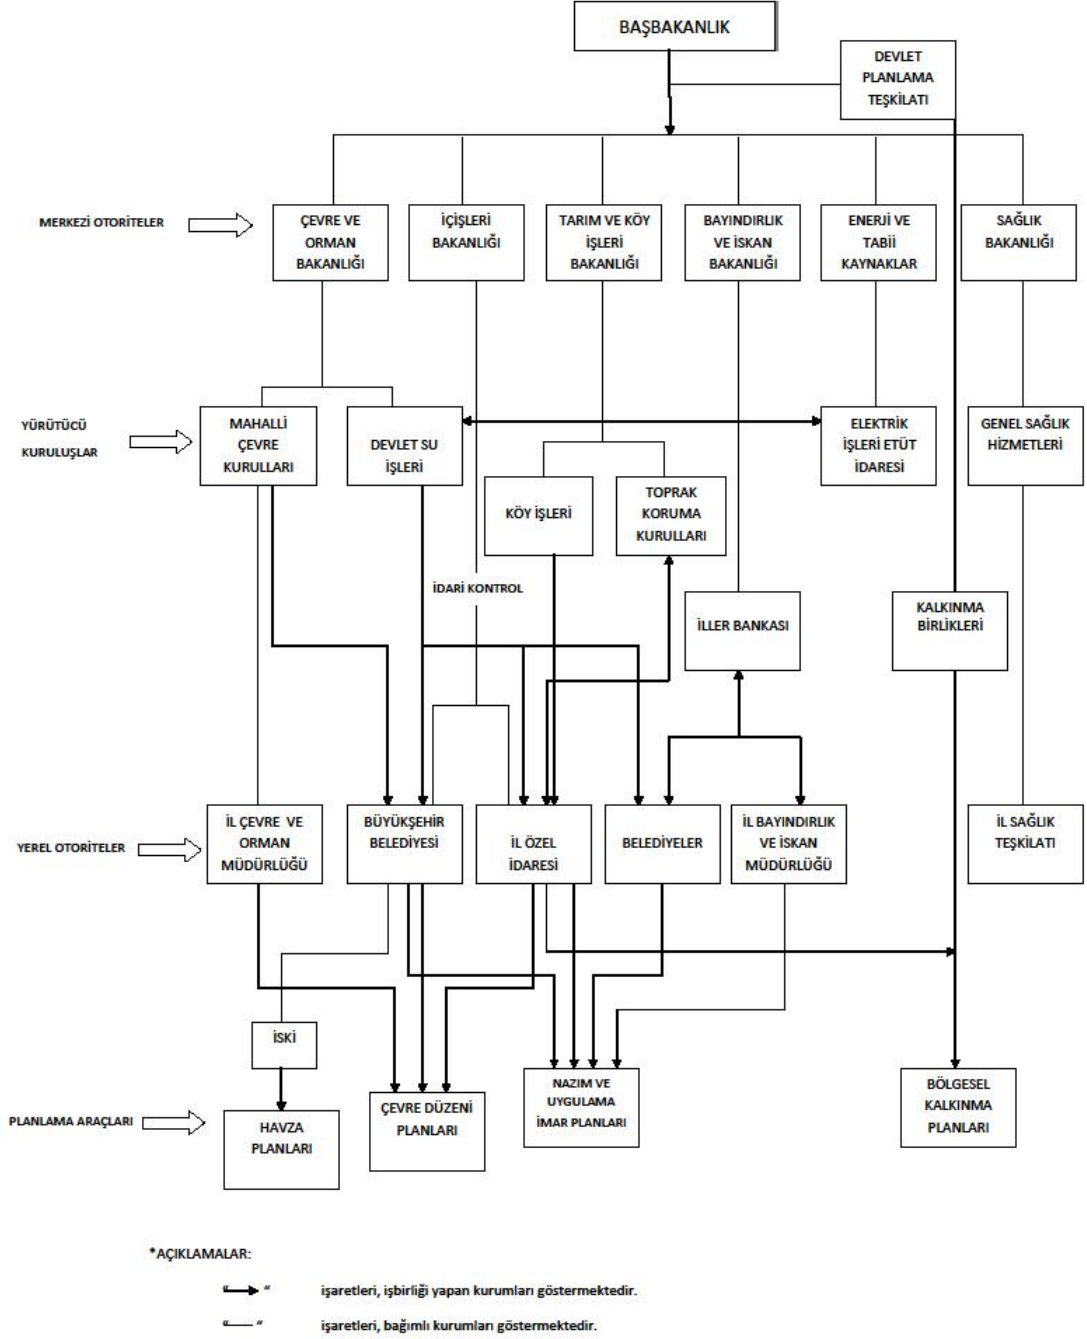 BAŞBAKANLIK
DEVLET
PLANLAMA
TEŞKİLATI
MERKEZİ OTORİTELER
ÇEVRE VE
ORMAN
BAKANLIĞI
İÇİŞLERİ
BAKANLIĞI
TARIM VE KÖY
İŞLERİ
BAKANLIĞI
BAYINDIRLIK
VE İSKAN
BAKANLIĞI
ENERJİ VE
TABİİ
KAYNAKLAR
SAĞLIK
BAKANLIĞI
YÜRÜTÜCÜ
KURULUŞLAR
MAHALLİ
ÇEVRE
KURULLARI
DEVLET SU
İŞLERİ
ELEKTRİK
İŞLERİ ETÜT
İDARESİ
GENEL SAĞLIK
HİZMETLERİ
KÖY İŞLERİ
TOPRAK
KORUMA
KURULLARI
İDARİ KONTROL
İLLER BANKASI
KALKINMA
BİRLİKLERİ
YEREL OTORİTELER
İL ÇEVRE VE
ORMAN
MÜDÜRLÜĞÜ
BÜYÜKŞEHİR
BELEDİYESİ
İL ÖZEL
İDARESİ
BELEDİYELER
İL BAYINDIRLIK
VE İSKAN
MÜDÜRLÜĞÜ
İL SAĞLIK
TEŞKİLATI
İSKİ
PLANLAMA ARAÇLARI
HAVZA
PLANLARI
ÇEVRE DÜZENİ
PLANLARI
NAZIM VE
UYGULAMA
İMAR PLANLARI
BÖLGESEL
KALKINMA
PLANLARI
*AÇIKLAMALAR:
“ “ işaretleri, işbirliği yapan kurumları göstermektedir.
“ “ işaretleri, bağımlı kurumları göstermektedir.